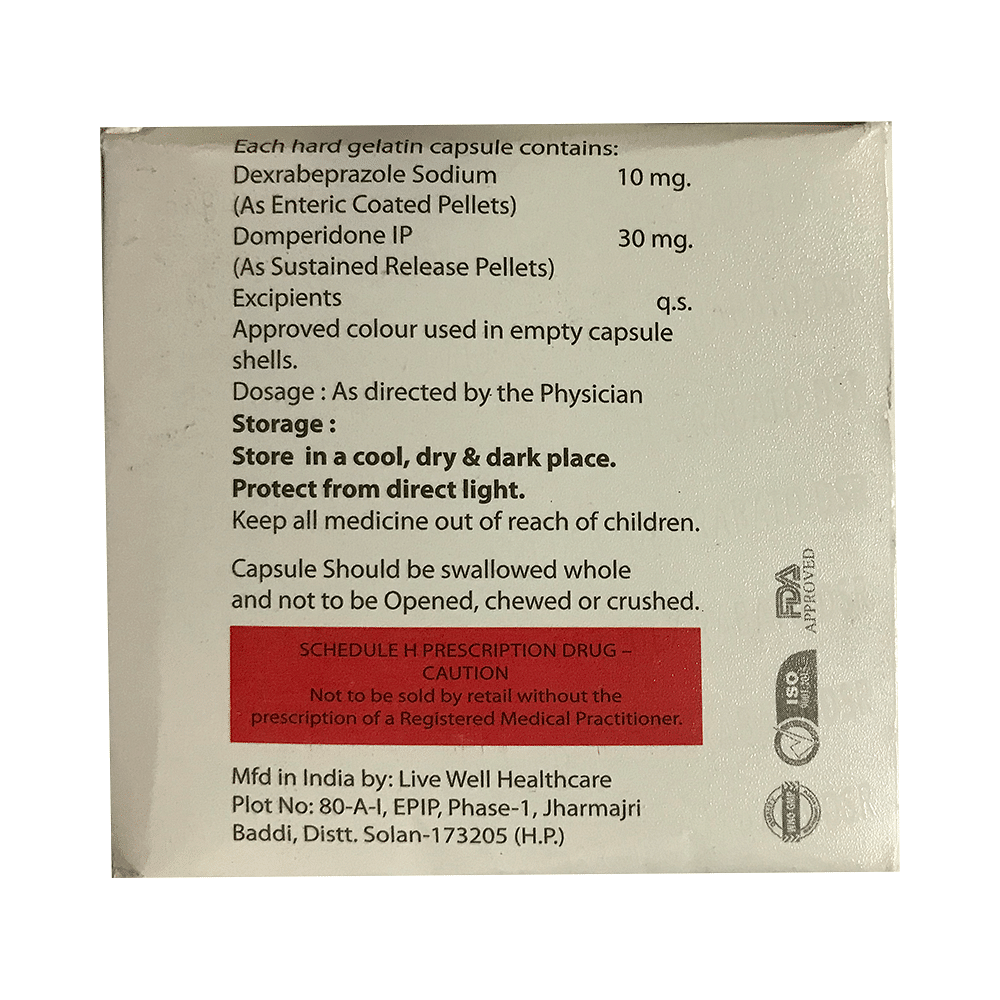 Each hard gelatin capsule contains:
Dexrabeprazole Sodium 10 mg.
(As Enteric Coated Pellets)
Domperidone IP 30 mg.
(As Sustained Release Pellets)
Excipients q.s.
Approved colour used in empty capsule
shells.
Dosage : As directed by the Physician
Storage :
Store in a cool, dry & dark place.
Protect from direct light.
Keep all medicine out of reach of children.
Capsule Should be swallowed whole
and not to be Opened, chewed or crushed.
SCHEDULE H PRESCRIPTION DRUG –
CAUTION
Not to be sold by retail without the
prescription of a Registered Medical Practitioner.
Mfd in India by: Live Well Healthcare
Plot No: 80-A-I, EPIP, Phase-1, Jharmajri
Baddi, Distt. Solan-173205 (H.P.)
FDA
APPROVED
ISO
WHO GMP